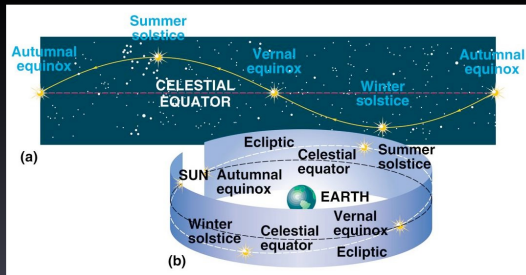 Summer
solstice
Autumnal
equinox
Vernal
equinox
Autumnal
equinox
Winter
solstice
CELESTIAL
EQUATOR
(a)
Ecliptic
Celestial
equator
Summer
solstice
SUN
Autumnal
equinox
EARTH
Winter
solstice
Celestial
equator
Vernal
equinox
Ecliptic
(b)